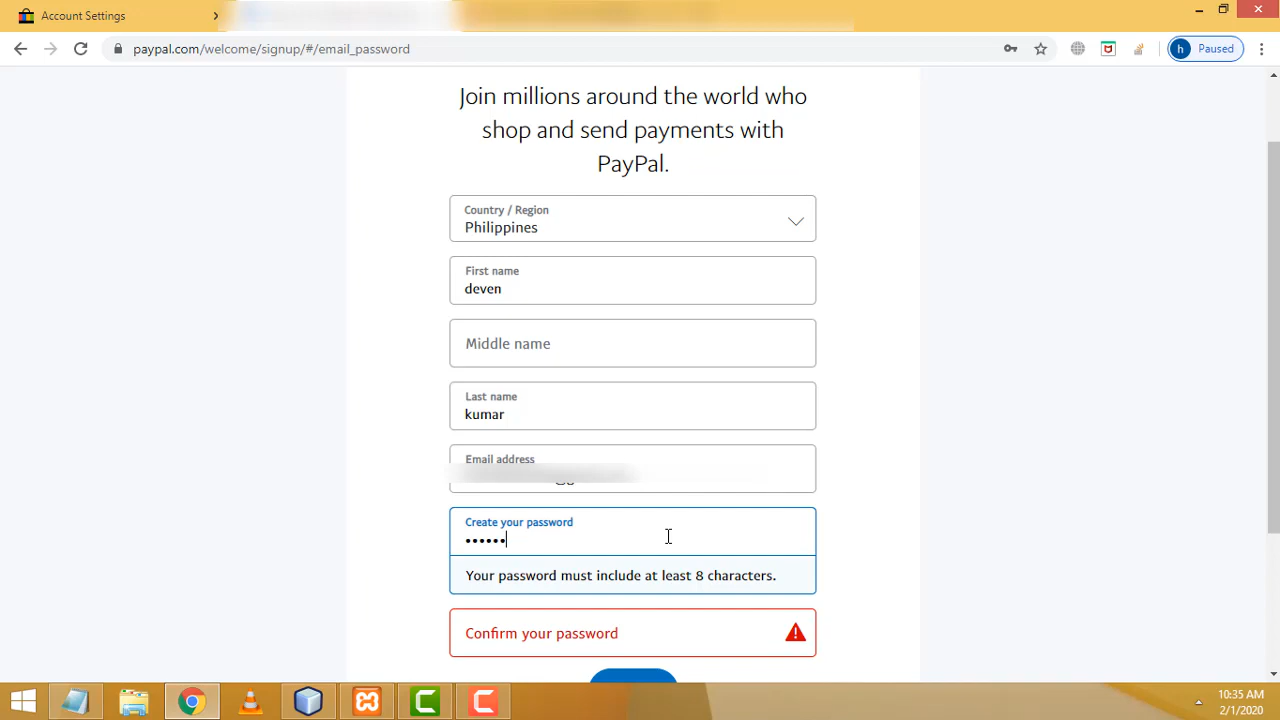 Account Settings
paypal.com/welcome/signup/#/email_password
h Paused
Join millions around the world who
shop and send payments with
PayPal.
Country / Region
Philippines
First name
deven
Middle name
Last name
kumar
Email address
Create your password
••••••
Your password must include at least 8 characters.
Confirm your password
10:35 AM
2/1/2020